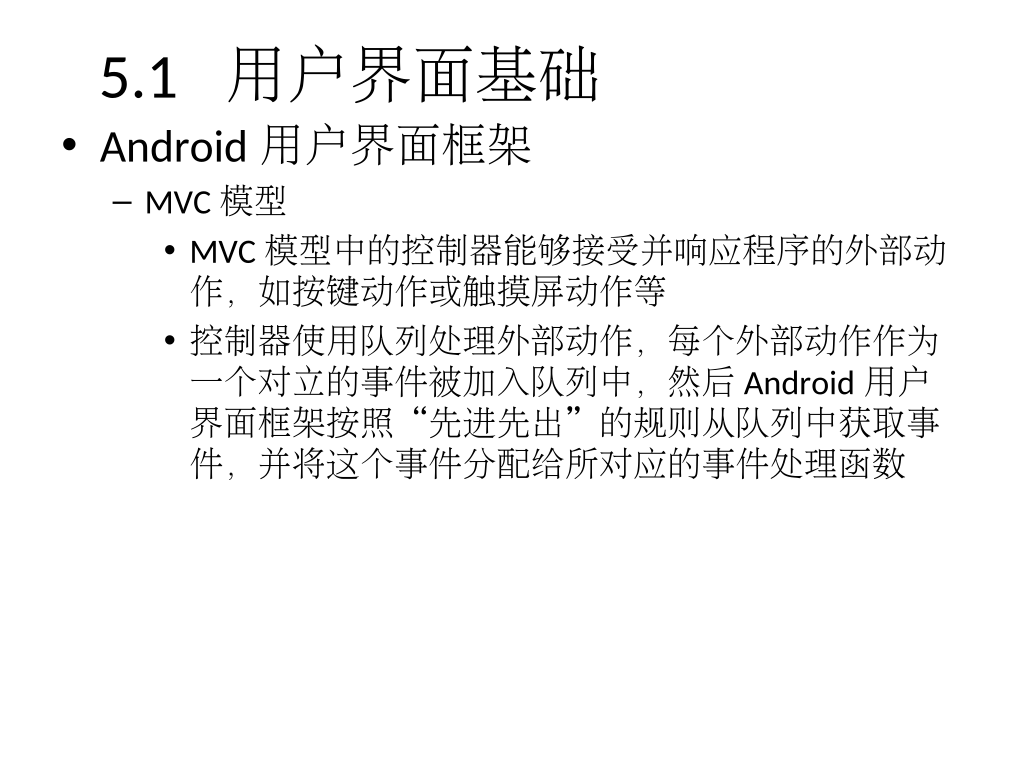 5.1 用户界面基础
• Android 用户界面框架
– MVC 模型
• MVC 模型中的控制器能够接受并响应程序的外部动
作，如按键动作或触摸屏动作等
• 控制器使用队列处理外部动作，每个外部动作作为
一个对立的事件被加入队列中，然后 Android 用户
界面框架按照“先进先出”的规则从队列中获取事
件，并将这个事件分配给所对应的事件处理函数